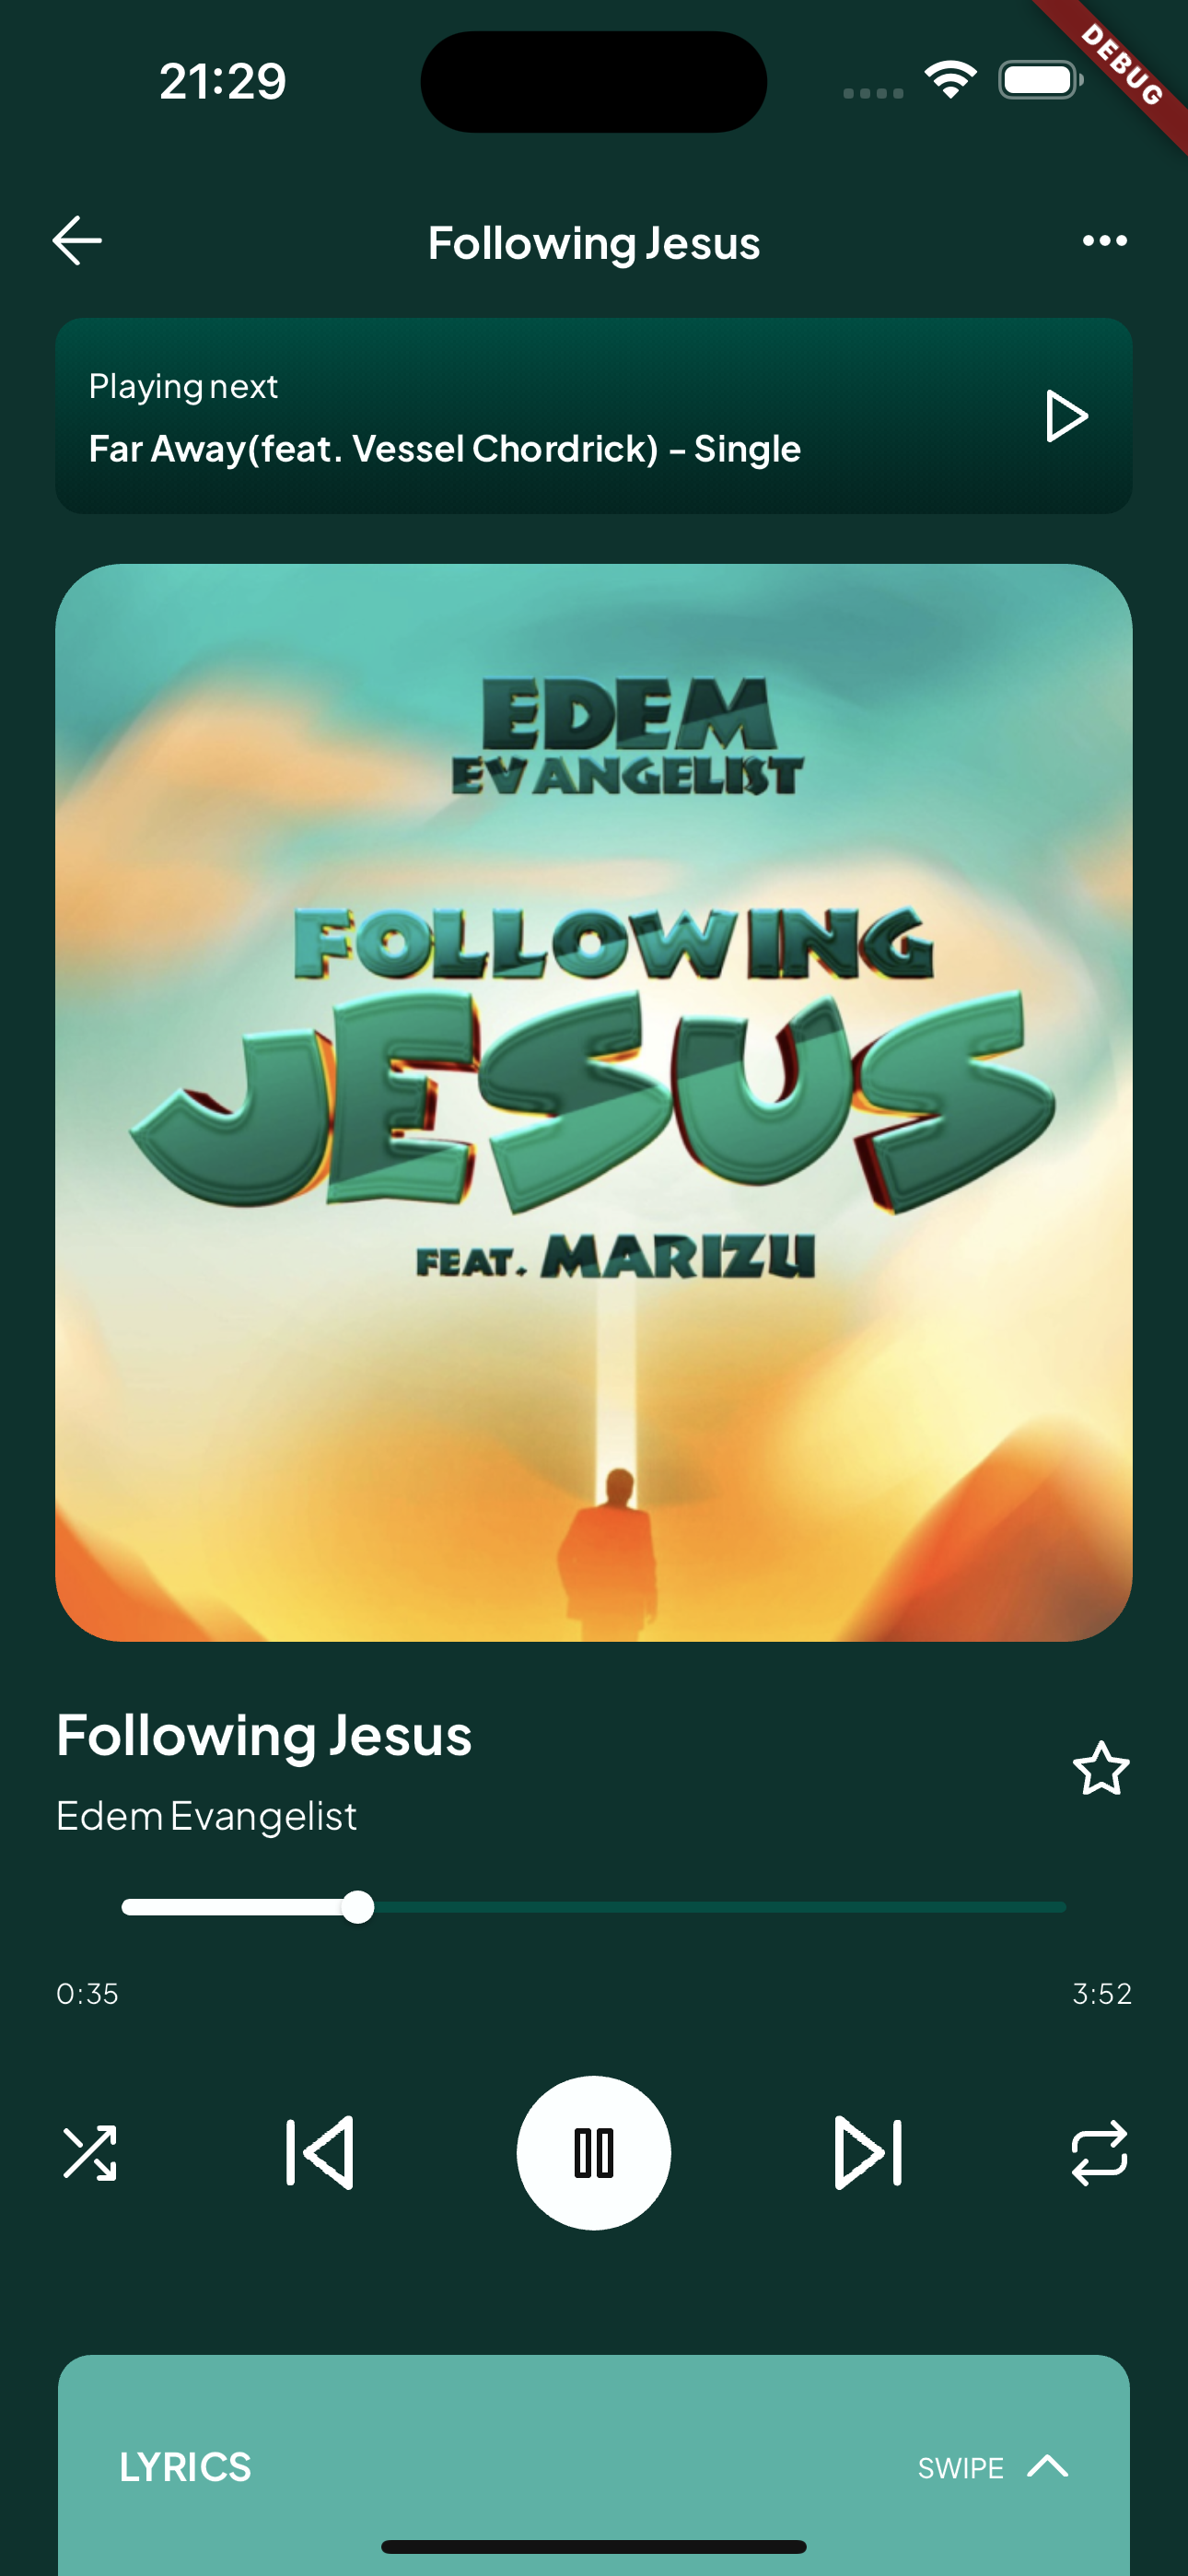 21:29
DEBUG
Following Jesus
Playing next
Far Away(feat. Vessel Chordrick) - Single
EDEM
EVANGELIST
FOLLOWING
JESUS
FEAT. MARIZU
Following Jesus
Edem Evangelist
0:35
3:52
LYRICS
SWIPE